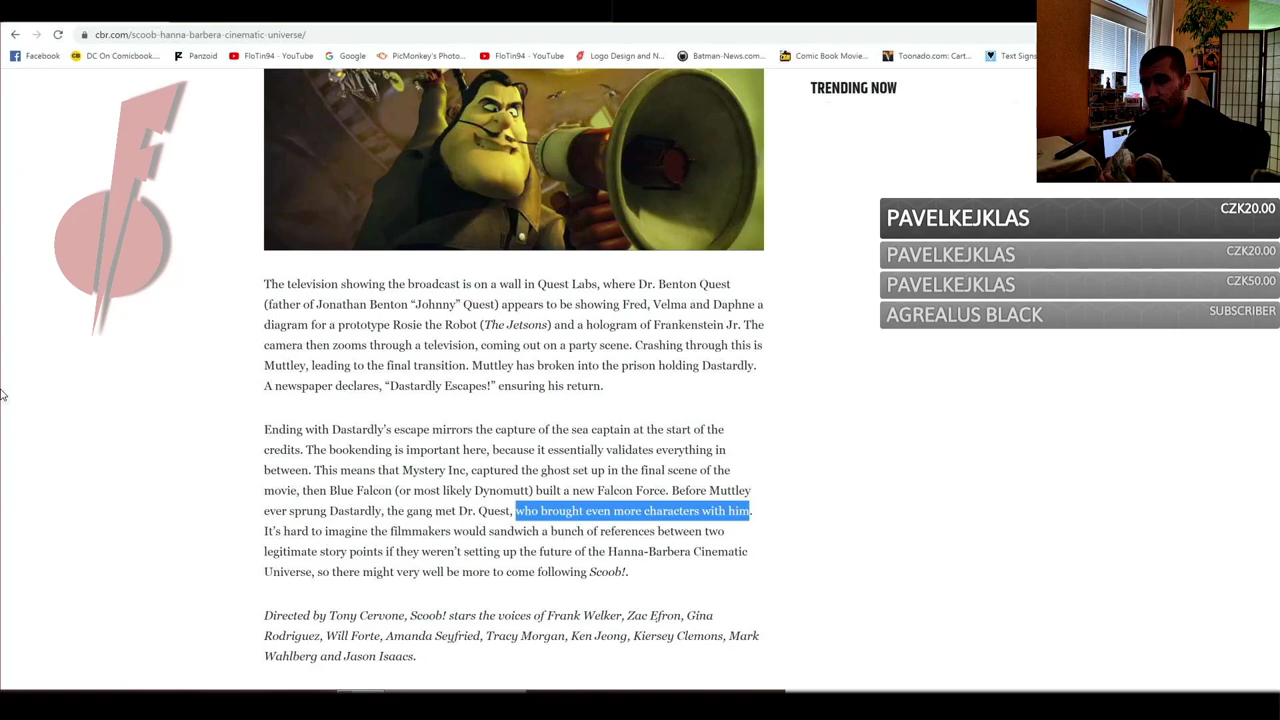 cbr.com/scoob-hanna-barbera-cinematic-universe/
Facebook DC On Comicbook.... Panzoid FloTin94 - YouTube Google PicMonkey's Photo... FloTin94 - YouTube Logo Design and N... Batman-News.com Comic Book Movie... Toonado.com: Cart... Text Signs
TRENDING NOW
PAVELKEJKLAS CZK20.00
PAVELKEJKLAS CZK20.00
PAVELKEJKLAS CZK50.00
AGREALUS BLACK SUBSCRIBER
The television showing the broadcast is on a wall in Quest Labs, where Dr. Benton Quest
(father of Jonathan Benton “Johnny” Quest) appears to be showing Fred, Velma and Daphne a
diagram for a prototype Rosie the Robot (The Jetsons) and a hologram of Frankenstein Jr. The
camera then zooms through a television, coming out on a party scene. Crashing through this is
Muttley, leading to the final transition. Muttley has broken into the prison holding Dastardly.
A newspaper declares, “Dastardly Escapes!” ensuring his return.
Ending with Dastardly’s escape mirrors the capture of the sea captain at the start of the
credits. The bookending is important here, because it essentially validates everything in
between. This means that Mystery Inc, captured the ghost set up in the final scene of the
movie, then Blue Falcon (or most likely Dynomutt) built a new Falcon Force. Before Muttley
ever sprung Dastardly, the gang met Dr. Quest, who brought even more characters with him.
It’s hard to imagine the filmmakers would sandwich a bunch of references between two
legitimate story points if they weren’t setting up the future of the Hanna-Barbera Cinematic
Universe, so there might very well be more to come following Scoob!.
Directed by Tony Cervone, Scoob! stars the voices of Frank Welker, Zac Efron, Gina
Rodriguez, Will Forte, Amanda Seyfried, Tracy Morgan, Ken Jeong, Kiersey Clemons, Mark
Wahlberg and Jason Isaacs.